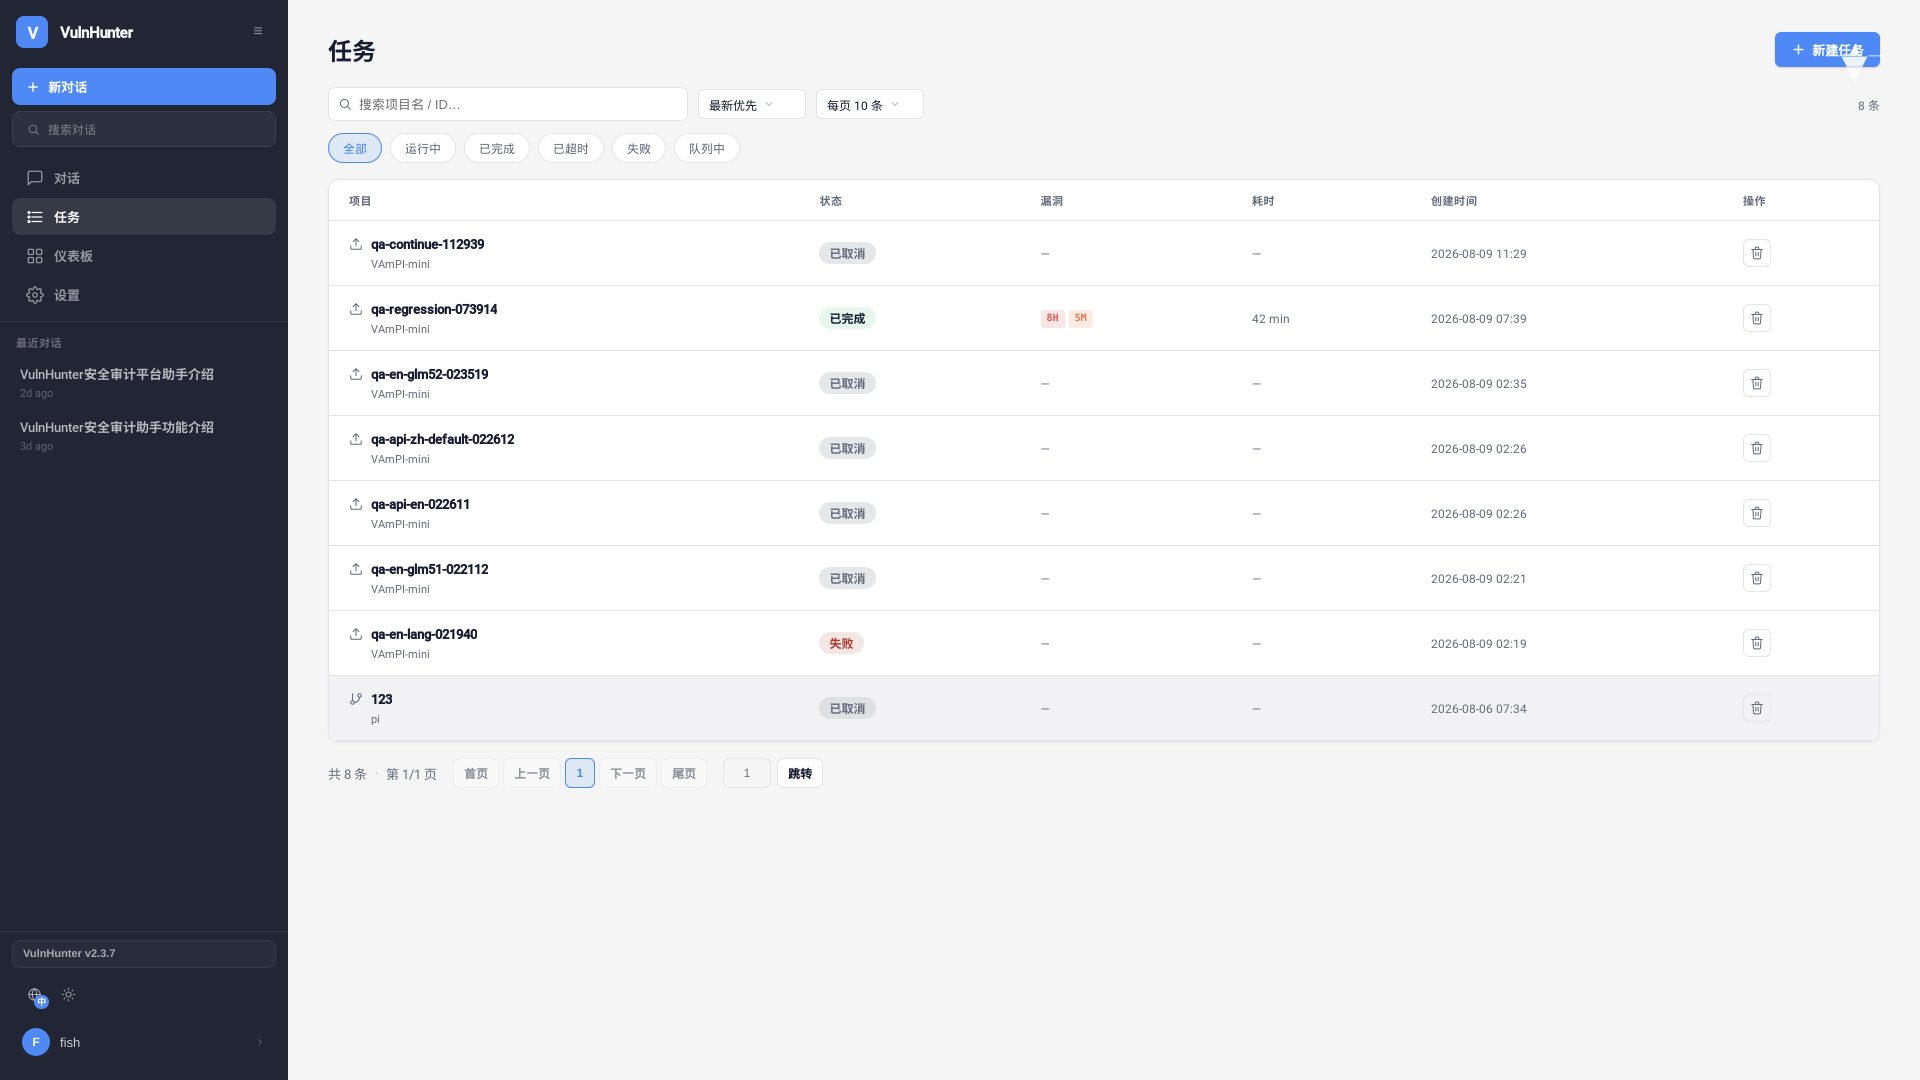 V VulnHunter
+ 新对话
搜索对话
对话
任务
仪表板
设置
最近对话
VulnHunter安全审计平台助手介绍
2d ago
VulnHunter安全审计助手功能介绍
3d ago
VulnHunter v2.3.7
中
F fish
任务
+ 新建任务
搜索项目名 / ID...
最新优先
每页 10 条
8 条
全部 运行中 已完成 已超时 失败 队列中
项目 状态 漏洞 耗时 创建时间 操作
qa-continue-112939
VAmPI-mini
已取消 – – 2026-08-09 11:29
qa-regression-073914
VAmPI-mini
已完成 8H 5M 42 min 2026-08-09 07:39
qa-en-glm52-023519
VAmPI-mini
已取消 – – 2026-08-09 02:35
qa-api-zh-default-022612
VAmPI-mini
已取消 – – 2026-08-09 02:26
qa-api-en-022611
VAmPI-mini
已取消 – – 2026-08-09 02:26
qa-en-glm51-022112
VAmPI-mini
已取消 – – 2026-08-09 02:21
qa-en-lang-021940
VAmPI-mini
失败 – – 2026-08-09 02:19
123
pi
已取消 – – 2026-08-06 07:34
共 8 条 · 第 1/1 页 首页 上一页 1 下一页 尾页 1 跳转